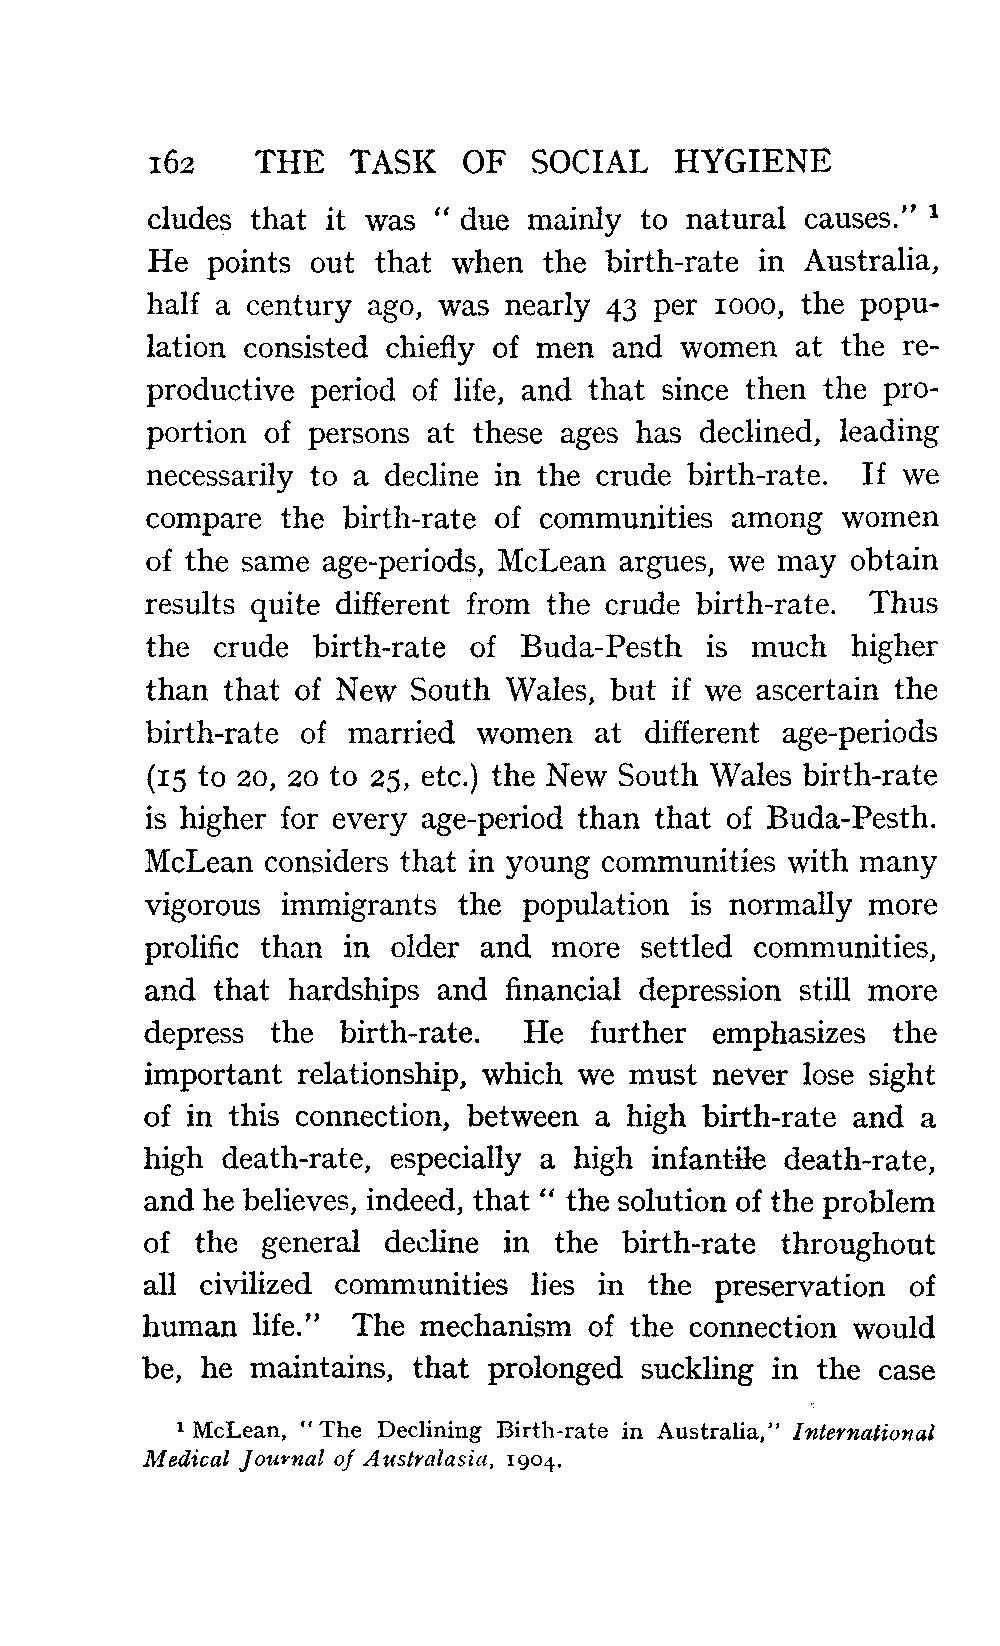 162 THE TASK OF SOCIAL HYGIENE
cludes that it was " due mainly to natural causes." ¹
He points out that when the birth-rate in Australia,
half a century ago, was nearly 43 per 1000, the popu-
lation consisted chiefly of men and women at the re-
productive period of life, and that since then the pro-
portion of persons at these ages has declined, leading
necessarily to a decline in the crude birth-rate. If we
compare the birth-rate of communities among women
of the same age-periods, McLean argues, we may obtain
results quite different from the crude birth-rate. Thus
the crude birth-rate of Buda-Pesth is much higher
than that of New South Wales, but if we ascertain the
birth-rate of married women at different age-periods
(15 to 20, 20 to 25, etc.) the New South Wales birth-rate
is higher for every age-period than that of Buda-Pesth.
McLean considers that in young communities with many
vigorous immigrants the population is normally more
prolific than in older and more settled communities,
and that hardships and financial depression still more
depress the birth-rate. He further emphasizes the
important relationship, which we must never lose sight
of in this connection, between a high birth-rate and a
high death-rate, especially a high infantile death-rate,
and he believes, indeed, that " the solution of the problem
of the general decline in the birth-rate throughout
all civilized communities lies in the preservation of
human life." The mechanism of the connection would
be, he maintains, that prolonged suckling in the case
¹ McLean, " The Declining Birth-rate in Australia," International
Medical Journal of Australasia, 1904.